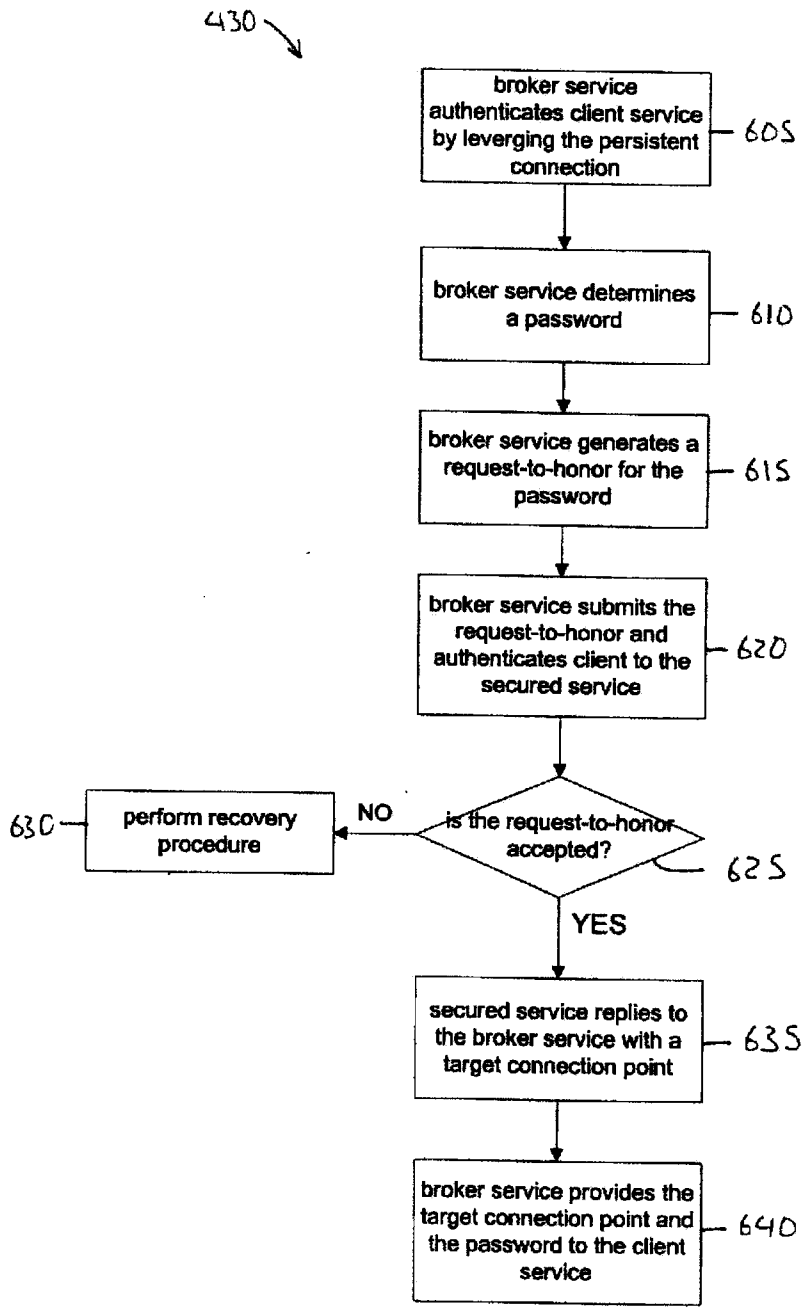 430
broker service
authenticates client service
by leverging the persistent
connection
605
broker service determines
a password
610
broker service generates a
request-to-honor for the
password
615
broker service submits the
request-to-honor and
authenticates client to the
secured service
620
is the request-to-honor
accepted?
625
NO
perform recovery
procedure
630
YES
secured service replies to
the broker service with a
target connection point
635
broker service provides the
target connection point and
the password to the client
service
640